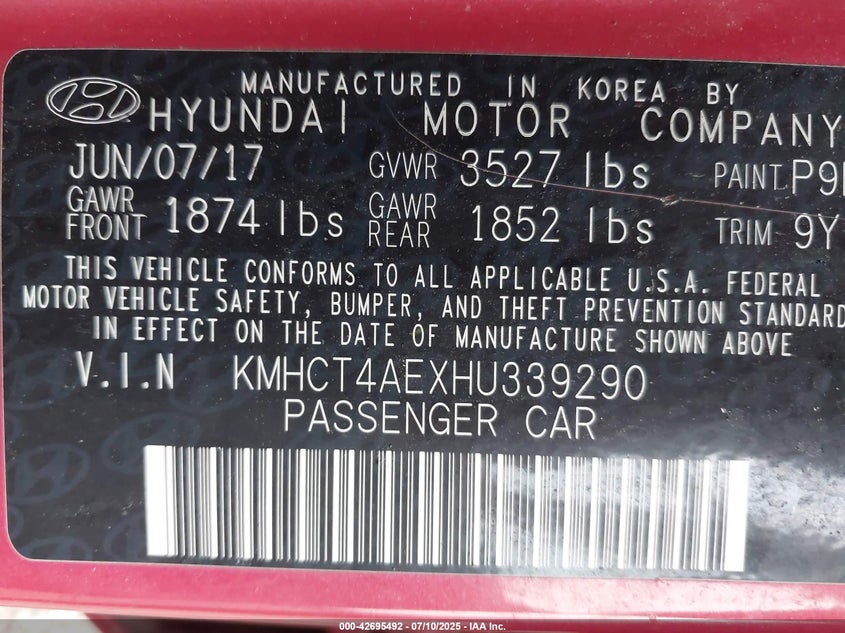 MANUFACTURED IN KOREA BY
HYUNDAI MOTOR COMPANY
JUN/07/17 GVWR 3527 lbs PAINT P9
GAWR FRONT 1874 lbs GAWR REAR 1852 lbs TRIM 9Y
THIS VEHICLE CONFORMS TO ALL APPLICABLE U.S.A. FEDERAL
MOTOR VEHICLE SAFETY, BUMPER, AND THEFT PREVENTION STANDARD
IN EFFECT ON THE DATE OF MANUFACTURE SHOWN ABOVE
V.I.N KMHCT4AEXHU339290
PASSENGER CAR
000-42695492 - 07/10/2025 - IAA Inc.